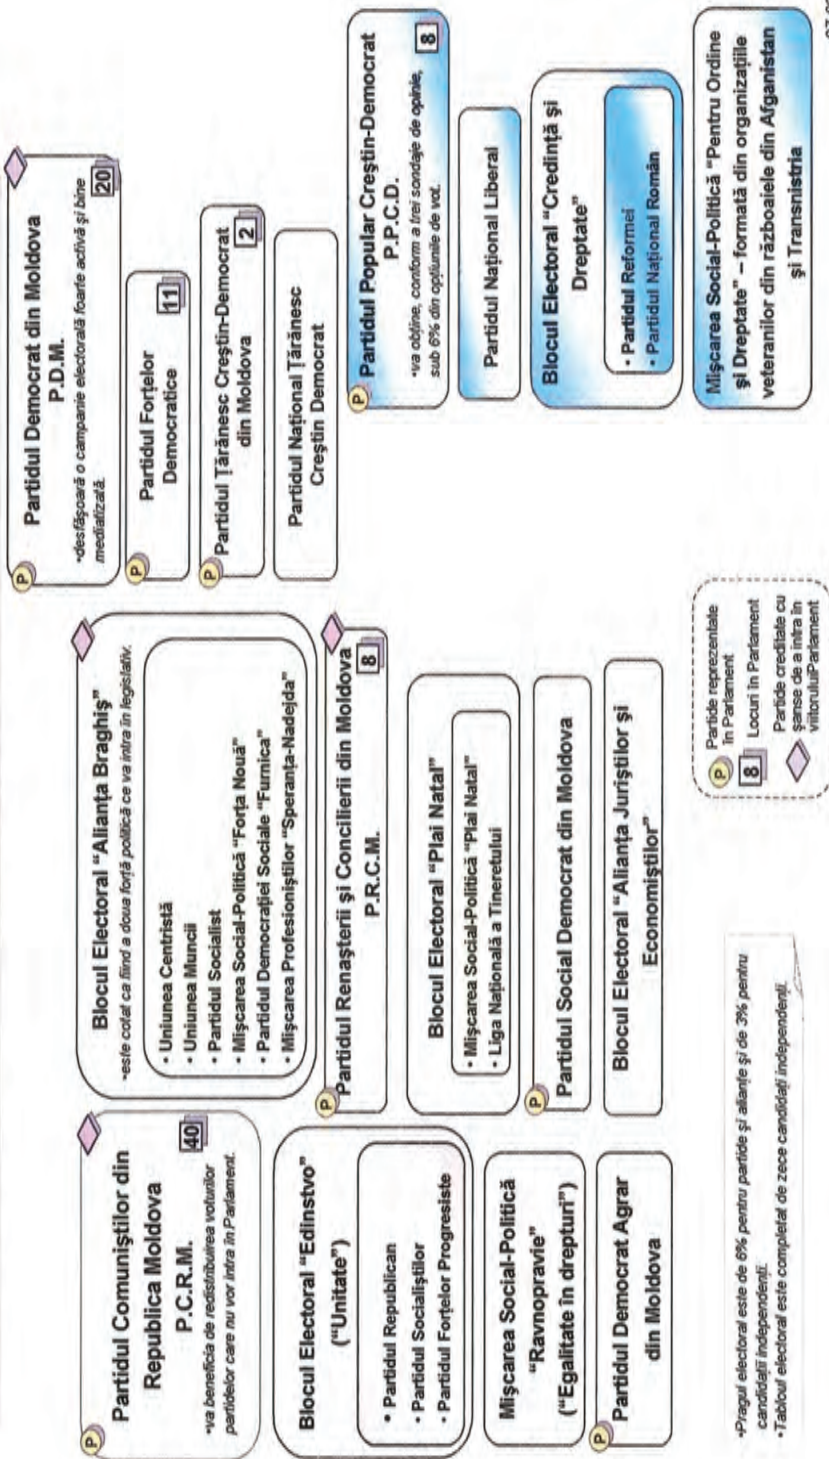 P
Partidul Comuniştilor din
Republica Moldova
P.C.R.M.
40
•va beneficia de redistribuirea voturilor
partidelor care nu vor intra în Parlament.
Blocul Electoral "Edinstvo"
("Unitate")
• Partidul Republican
• Partidul Socialiştilor
• Partidul Forţelor Progresiste
Mişcarea Social-Politică
"Ravnopravie"
("Egalitate în drepturi")
P
Partidul Democrat Agrar
din Moldova
Blocul Electoral "Alianţa Braghiş"
•este cotat ca fiind a doua forţă politică ce va intra în legislativ.
• Uniunea Centristă
• Uniunea Muncii
• Partidul Socialist
• Mişcarea Social-Politică "Forţa Nouă"
• Partidul Democraţiei Sociale "Furnica"
• Mişcarea Profesioniştilor "Speranţa-Nadejda"
P
Partidul Renaşterii şi Concilierii din Moldova
P.R.C.M.
8
Blocul Electoral "Plai Natal"
• Mişcarea Social-Politică "Plai Natal"
• Liga Naţională a Tineretului
P
Partidul Social Democrat din Moldova
Blocul Electoral "Alianţa Juriştilor şi
Economiştilor"
P
Partidul Democrat din Moldova
P.D.M.
•desfăşoară o campanie electorală foarte activă şi bine
mediatizată.
20
P
Partidul Forţelor
Democratice
11
P
Partidul Ţărănesc Creştin-Democrat
din Moldova
2
Partidul Naţional Ţărănesc
Creştin Democrat
P
Partidul Popular Creştin-Democrat
P.P.C.D.
•va obţine, conform a trei sondaje de opinie,
sub 6% din opţiunile de vot.
8
Partidul Naţional Liberal
Blocul Electoral "Credinţă şi
Dreptate"
• Partidul Reformei
• Partidul Naţional Român
Mişcarea Social-Politică "Pentru Ordine
şi Dreptate" – formată din organizaţiile
veteranilor din războaiele din Afganistan
şi Transnistria
•Pragul electoral este de 6% pentru partide şi alianţe şi de 3% pentru
candidaţii independenţi.
•Tabloul electoral este completat de zece candidaţi independenţi.
P
Partide reprezentate
în Parlament
8
Locuri în Parlament
Partide creditate cu
şanse de a intra în
viitoruluiParlament